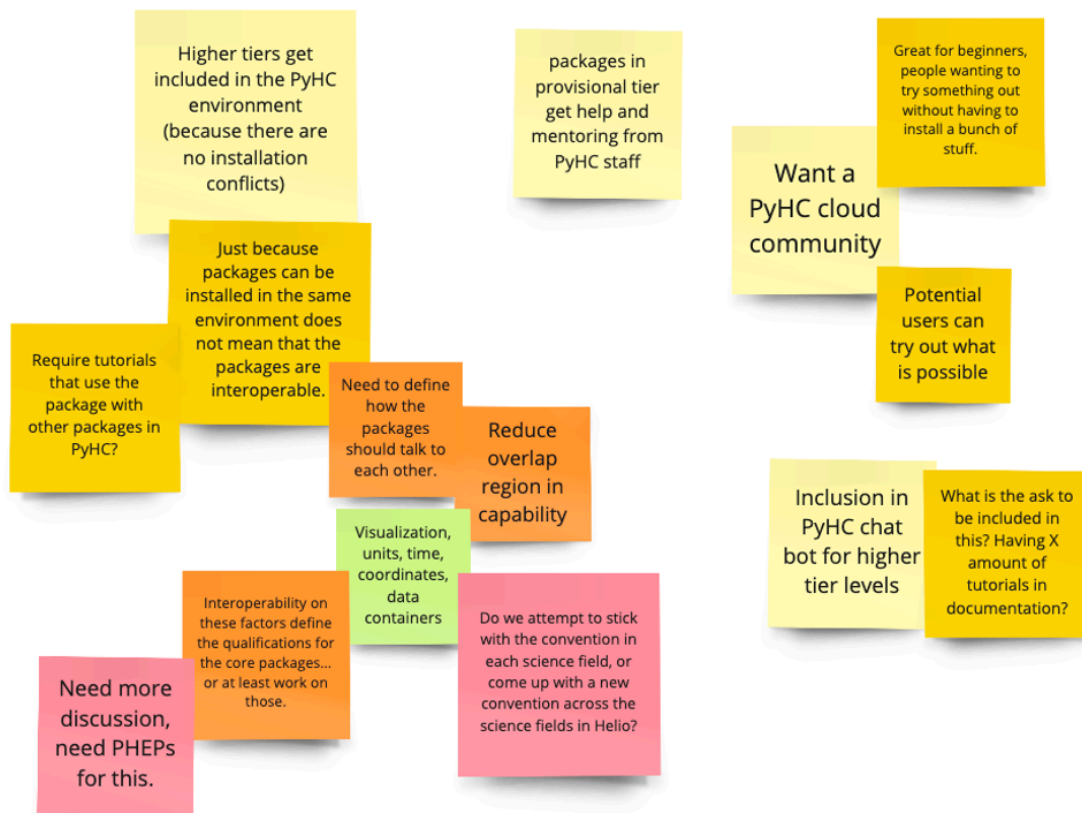 Higher tiers get
included in the PyHC
environment
(because there are
no installation
conflicts)
Just because
packages can be
installed in the same
environment does
not mean that the
packages are
interoperable.
Require tutorials
that use the
package with
other packages in
PyHC?
Need to define
how the
packages
should talk to
each other.
Reduce
overlap
region in
capability
Visualization,
units, time,
coordinates,
data
containers
Interoperability on
these factors define
the qualifications for
the core packages...
or at least work on
those.
Do we attempt to stick
with the convention in
each science field, or
come up with a new
convention across the
science fields in Helio?
Need more
discussion,
need PHEPs
for this.
packages in
provisional tier
get help and
mentoring from
PyHC staff
Great for beginners,
people wanting to
try something out
without having to
install a bunch of
stuff.
Want a
PyHC cloud
community
Potential
users can
try out what
is possible
Inclusion in
PyHC chat
bot for higher
tier levels
What is the ask to
be included in
this? Having X
amount of
tutorials in
documentation?